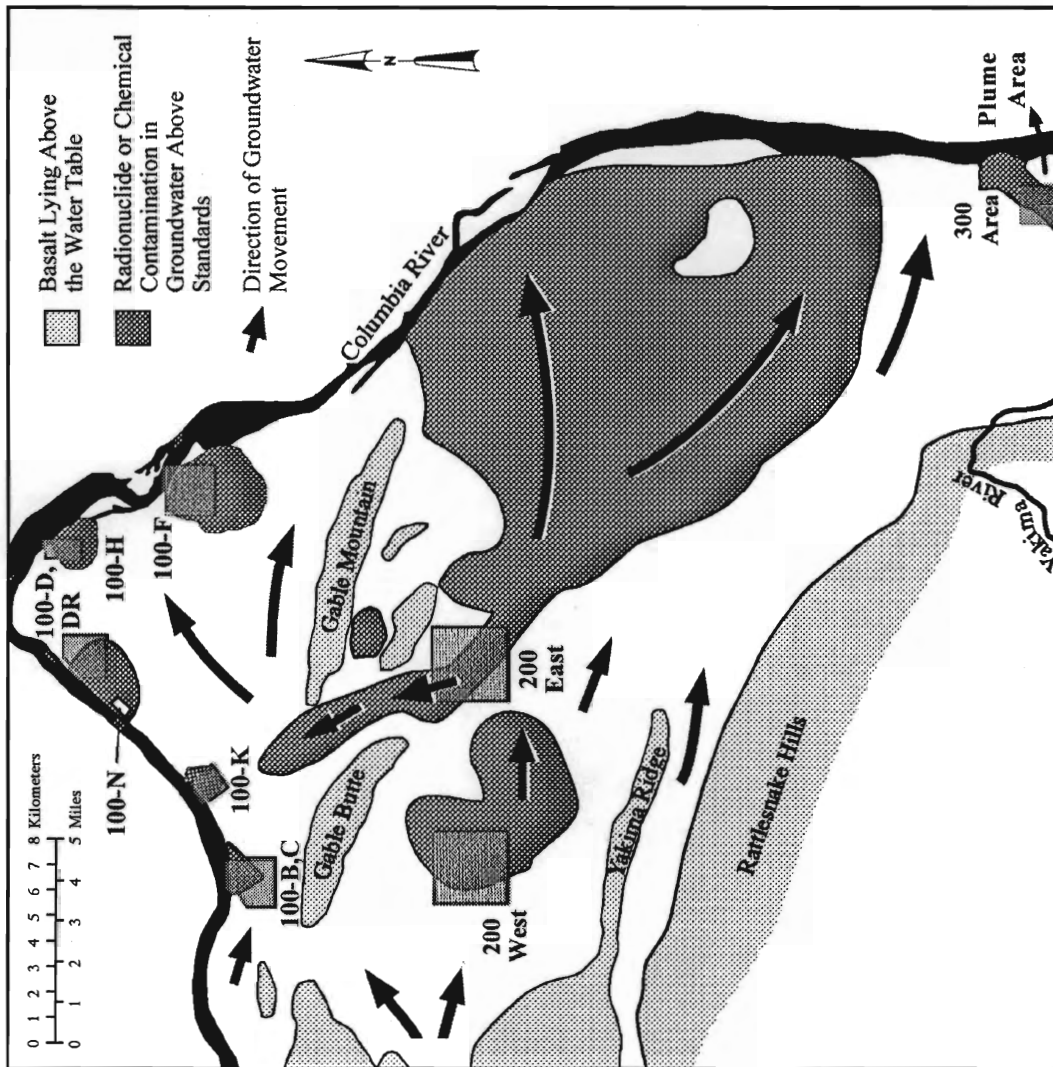 Basalt Lying Above
the Water Table
Radionuclide or Chemical
Contamination in
Groundwater Above
Standards
Direction of Groundwater
Movement
N
0 1 2 3 4 5 6 7 8 Kilometers
0 1 2 3 4 5 Miles
100-B,C
100-K
100-N
100-D,
DR
100-H
100-F
Columbia River
Gable Mountain
Gable Butte
200
West
200
East
Yakima Ridge
Rattlesnake Hills
Yakima River
300
Area
Plume
Area